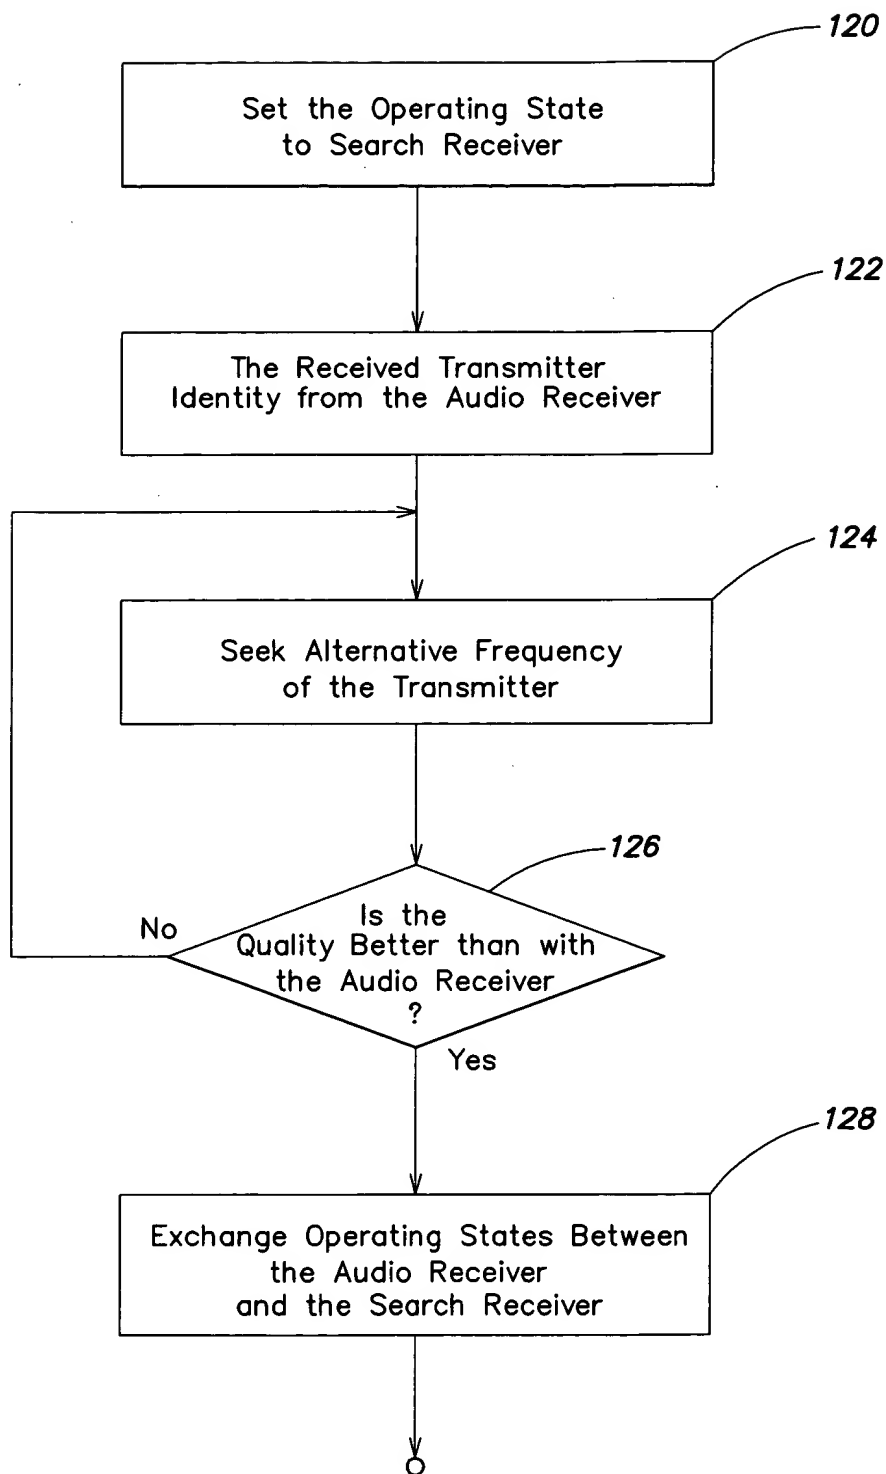 120
Set the Operating State
to Search Receiver
122
The Received Transmitter
Identity from the Audio Receiver
124
Seek Alternative Frequency
of the Transmitter
126
Is the
Quality Better than with
the Audio Receiver
?
No
Yes
128
Exchange Operating States Between
the Audio Receiver
and the Search Receiver